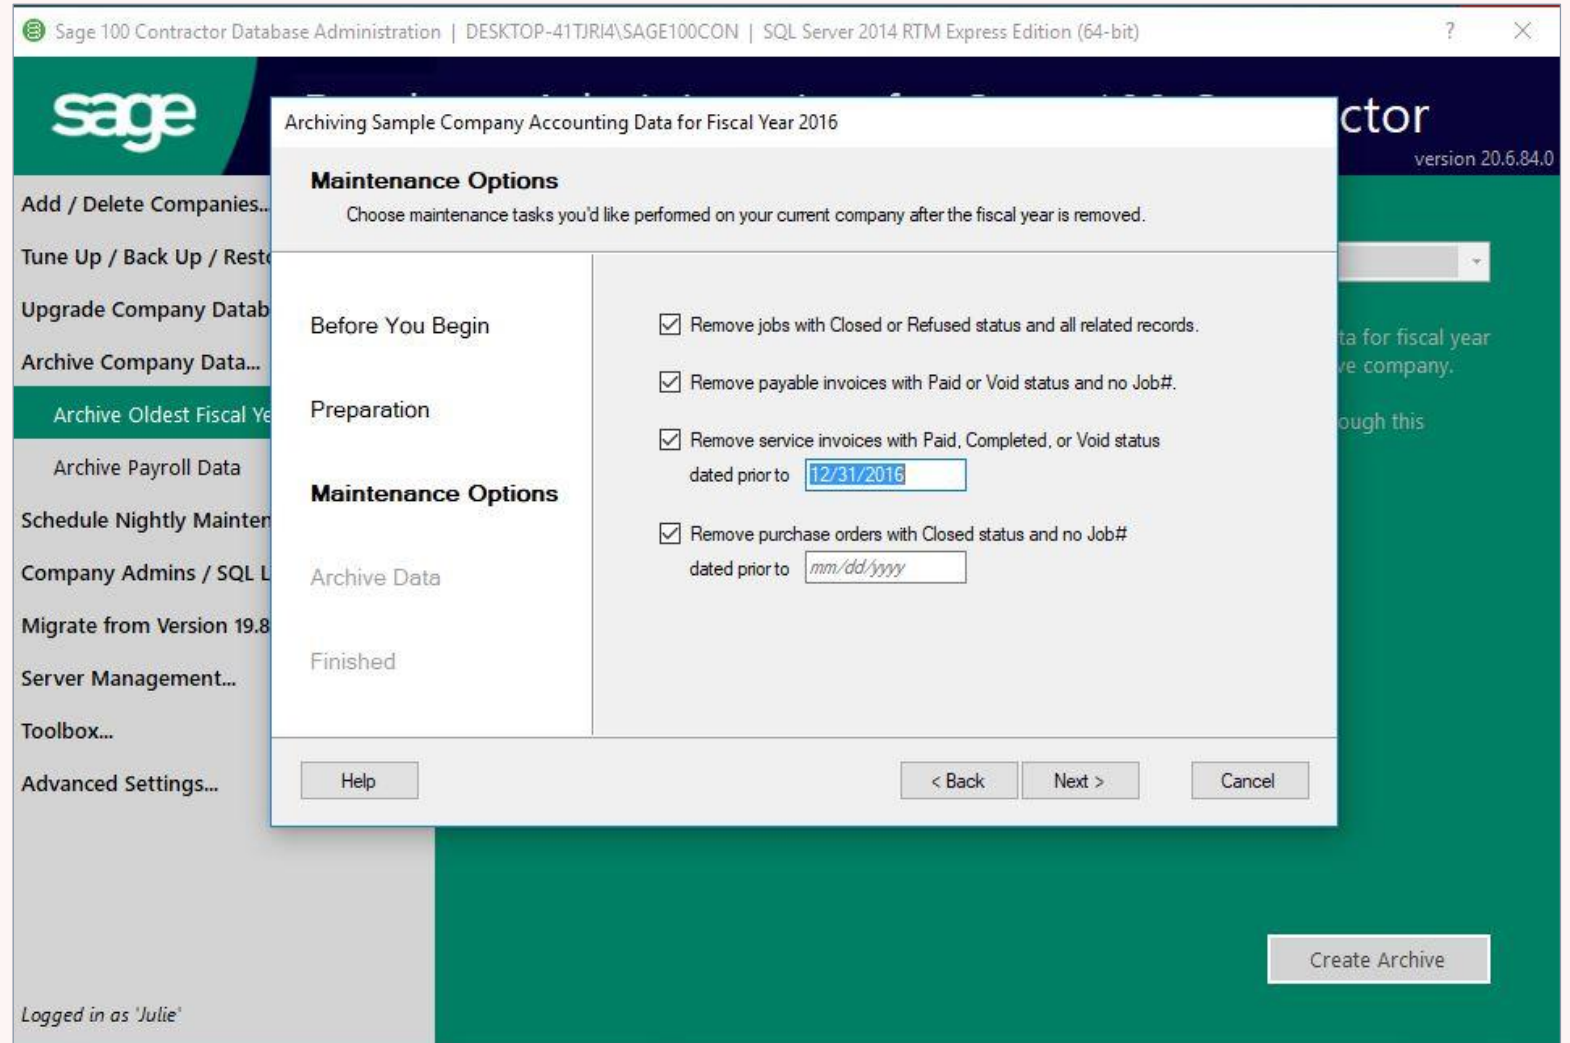 Sage 100 Contractor Database Administration | DESKTOP-41TJRI4\SAGE100CON | SQL Server 2014 RTM Express Edition (64-bit)
?
sage
ctor
version 20.6.84.0
Archiving Sample Company Accounting Data for Fiscal Year 2016
Maintenance Options
Choose maintenance tasks you'd like performed on your current company after the fiscal year is removed.
Add / Delete Companies...
Tune Up / Back Up / Resto
Upgrade Company Datab
Archive Company Data...
Archive Oldest Fiscal Ye
Archive Payroll Data
Schedule Nightly Mainten
Company Admins / SQL L
Migrate from Version 19.8
Server Management...
Toolbox...
Advanced Settings...
Logged in as 'Julie'
Before You Begin
Preparation
Maintenance Options
Archive Data
Finished
Remove jobs with Closed or Refused status and all related records.
Remove payable invoices with Paid or Void status and no Job#.
Remove service invoices with Paid, Completed, or Void status
dated prior to 12/31/2016
Remove purchase orders with Closed status and no Job#
dated prior to mm/dd/yyyy
Help
< Back
Next >
Cancel
ta for fiscal year
ve company.
ough this
Create Archive